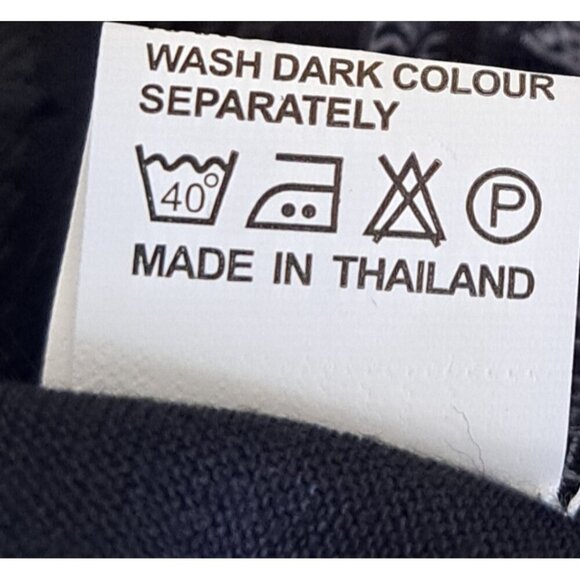 WASH DARK COLOUR
SEPARATELY
40° P
MADE IN THAILAND